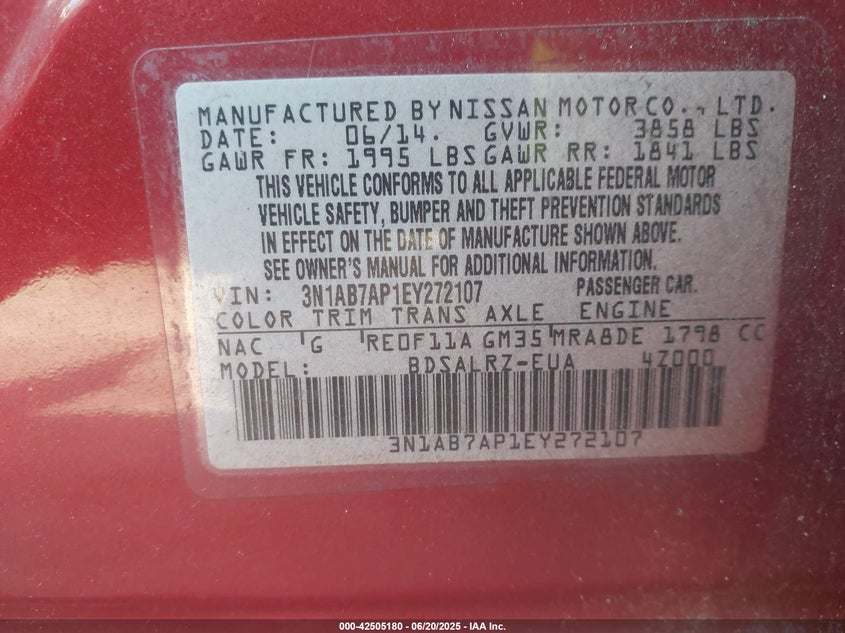 MANUFACTURED BY NISSAN MOTOR CO., LTD.
DATE: 06/14. GVWR: 3858 LBS
GAWR FR: 1995 LBS GAWR RR: 1841 LBS
THIS VEHICLE CONFORMS TO ALL APPLICABLE FEDERAL MOTOR
VEHICLE SAFETY, BUMPER AND THEFT PREVENTION STANDARDS
IN EFFECT ON THE DATE OF MANUFACTURE SHOWN ABOVE.
SEE OWNER'S MANUAL FOR ADDITIONAL INFORMATION.
VIN: 3N1AB7AP1EY272107 PASSENGER CAR.
COLOR TRIM TRANS AXLE ENGINE
NAC G RE0F11A GM35 MRA8DE 1798 CC
MODEL: BDSALRZ-EUA 4Z000
3N1AB7AP1EY272107
000-42505180 - 06/20/2025 - IAA Inc.